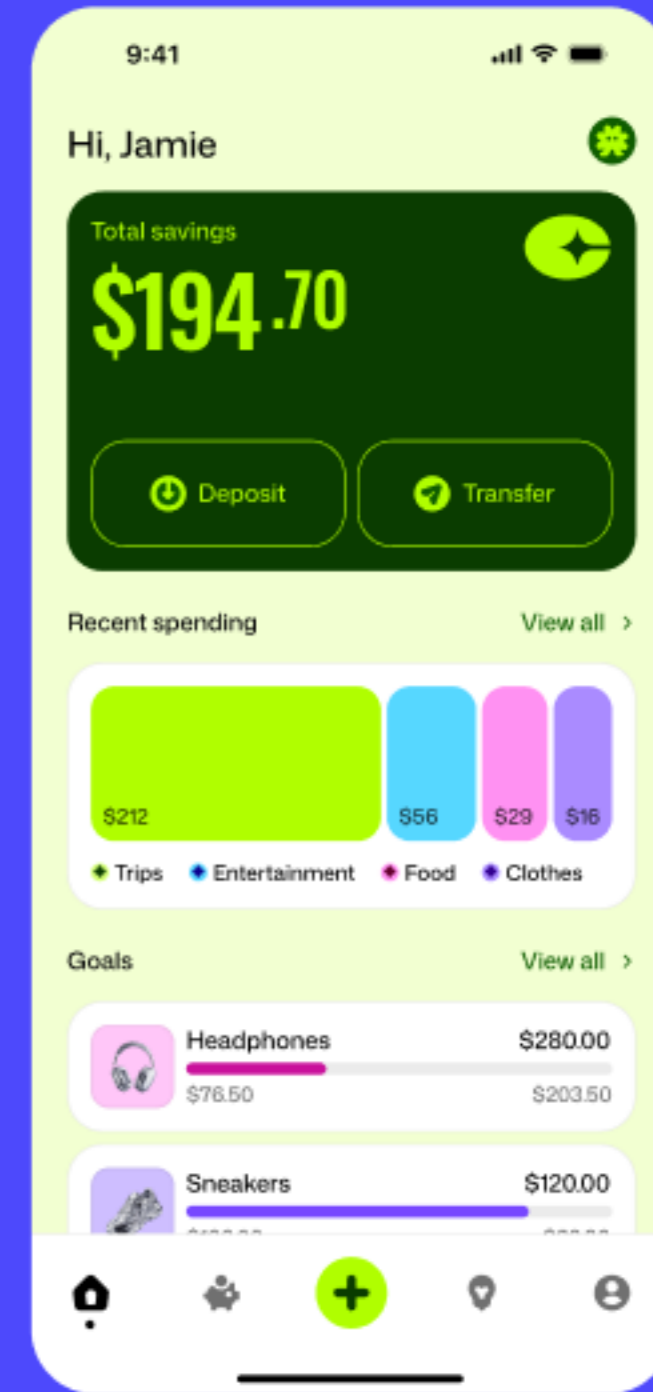 9:41
Hi, Jamie
Total savings
$194.70
Deposit Transfer
Recent spending View all
$212 $56 $29 $16
Trips Entertainment Food Clothes
Goals View all
Headphones $280.00
$76.50 $203.50
Sneakers $120.00